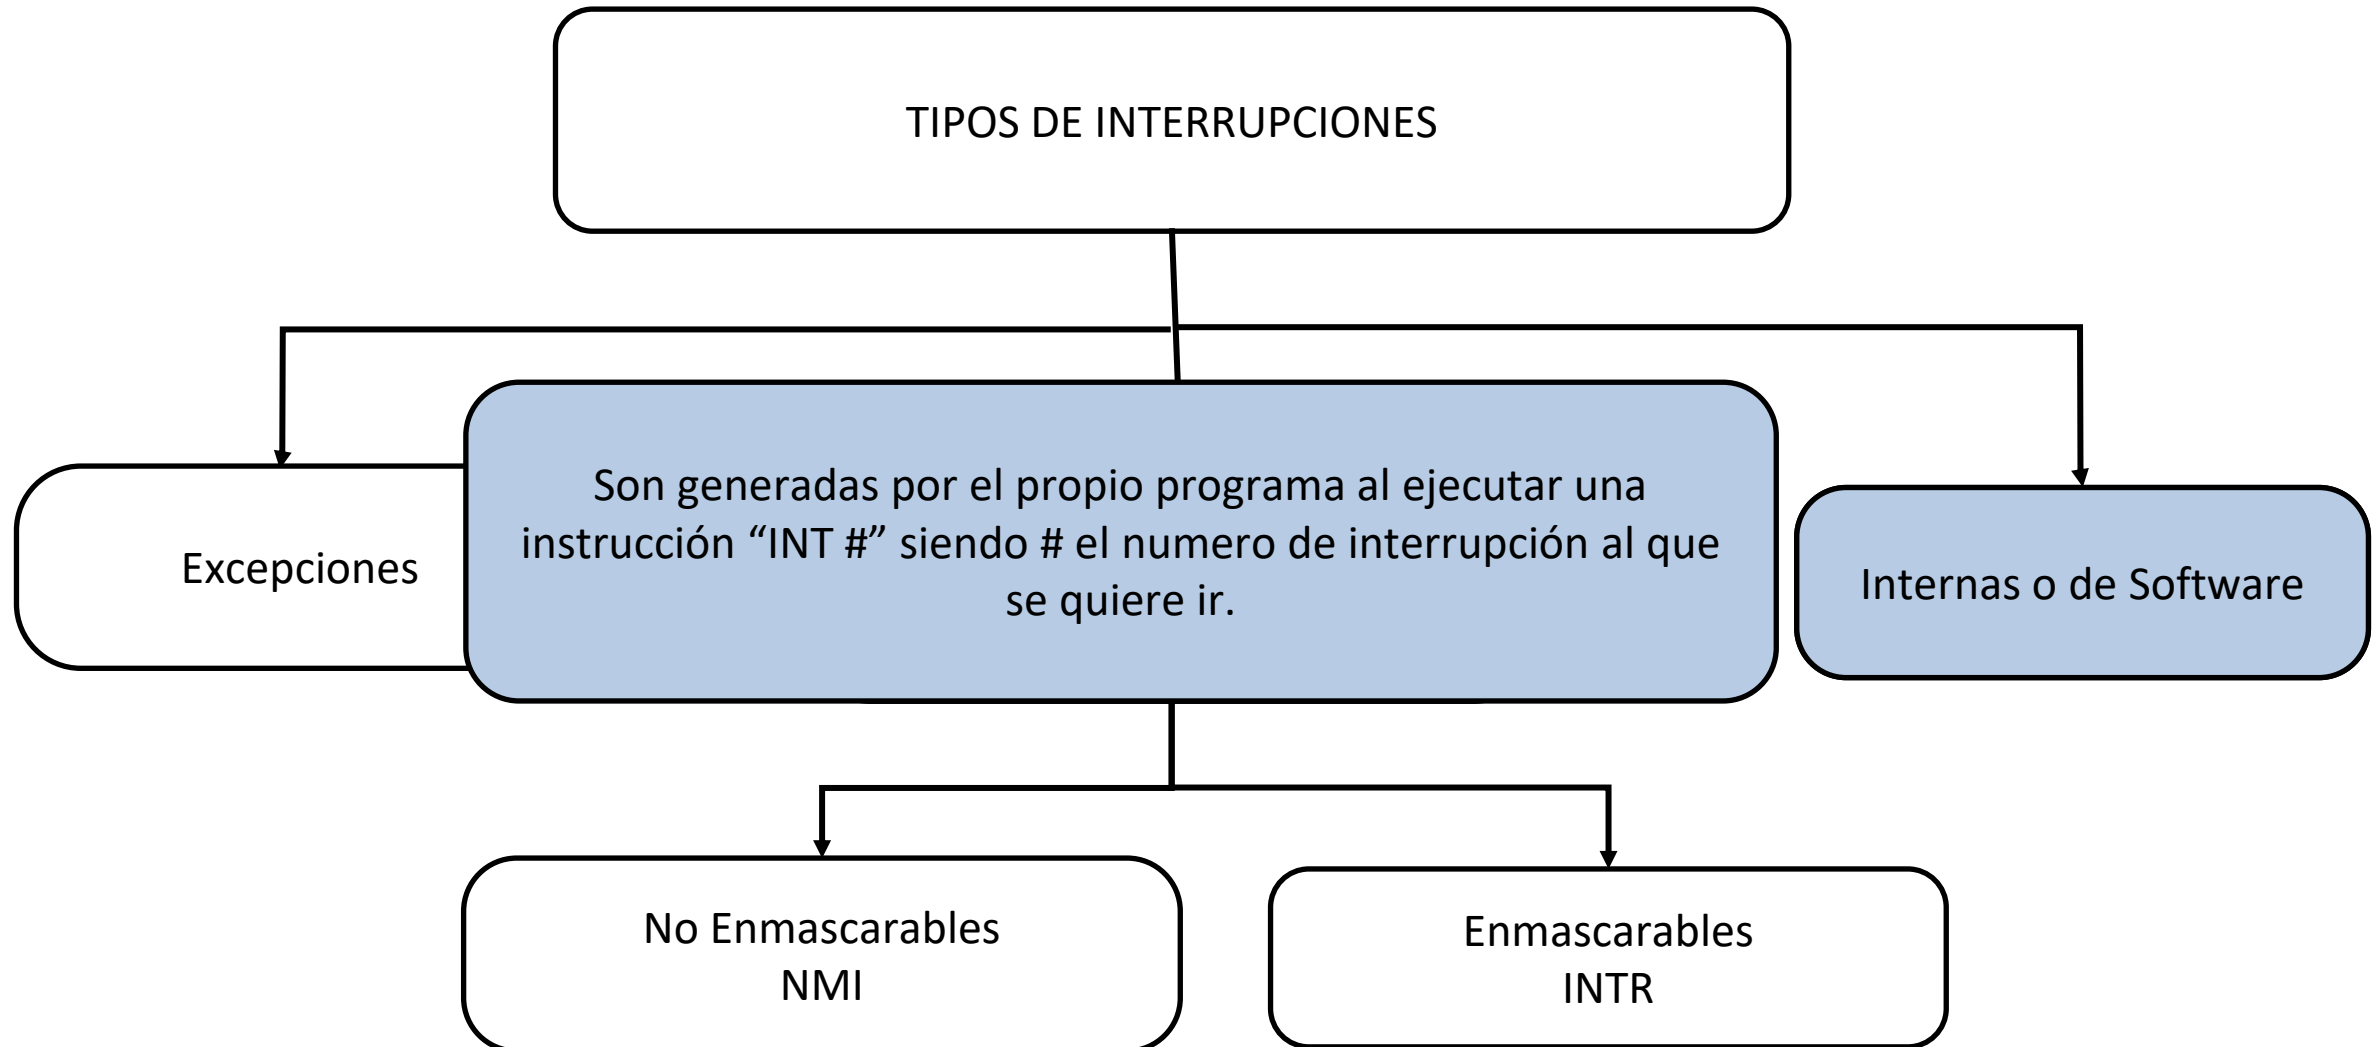 TIPOS DE INTERRUPCIONES
Excepciones
Son generadas por el propio programa al ejecutar una
instrucción “INT #” siendo # el numero de interrupción al que
se quiere ir.
Internas o de Software
No Enmascarables
NMI
Enmascarables
INTR